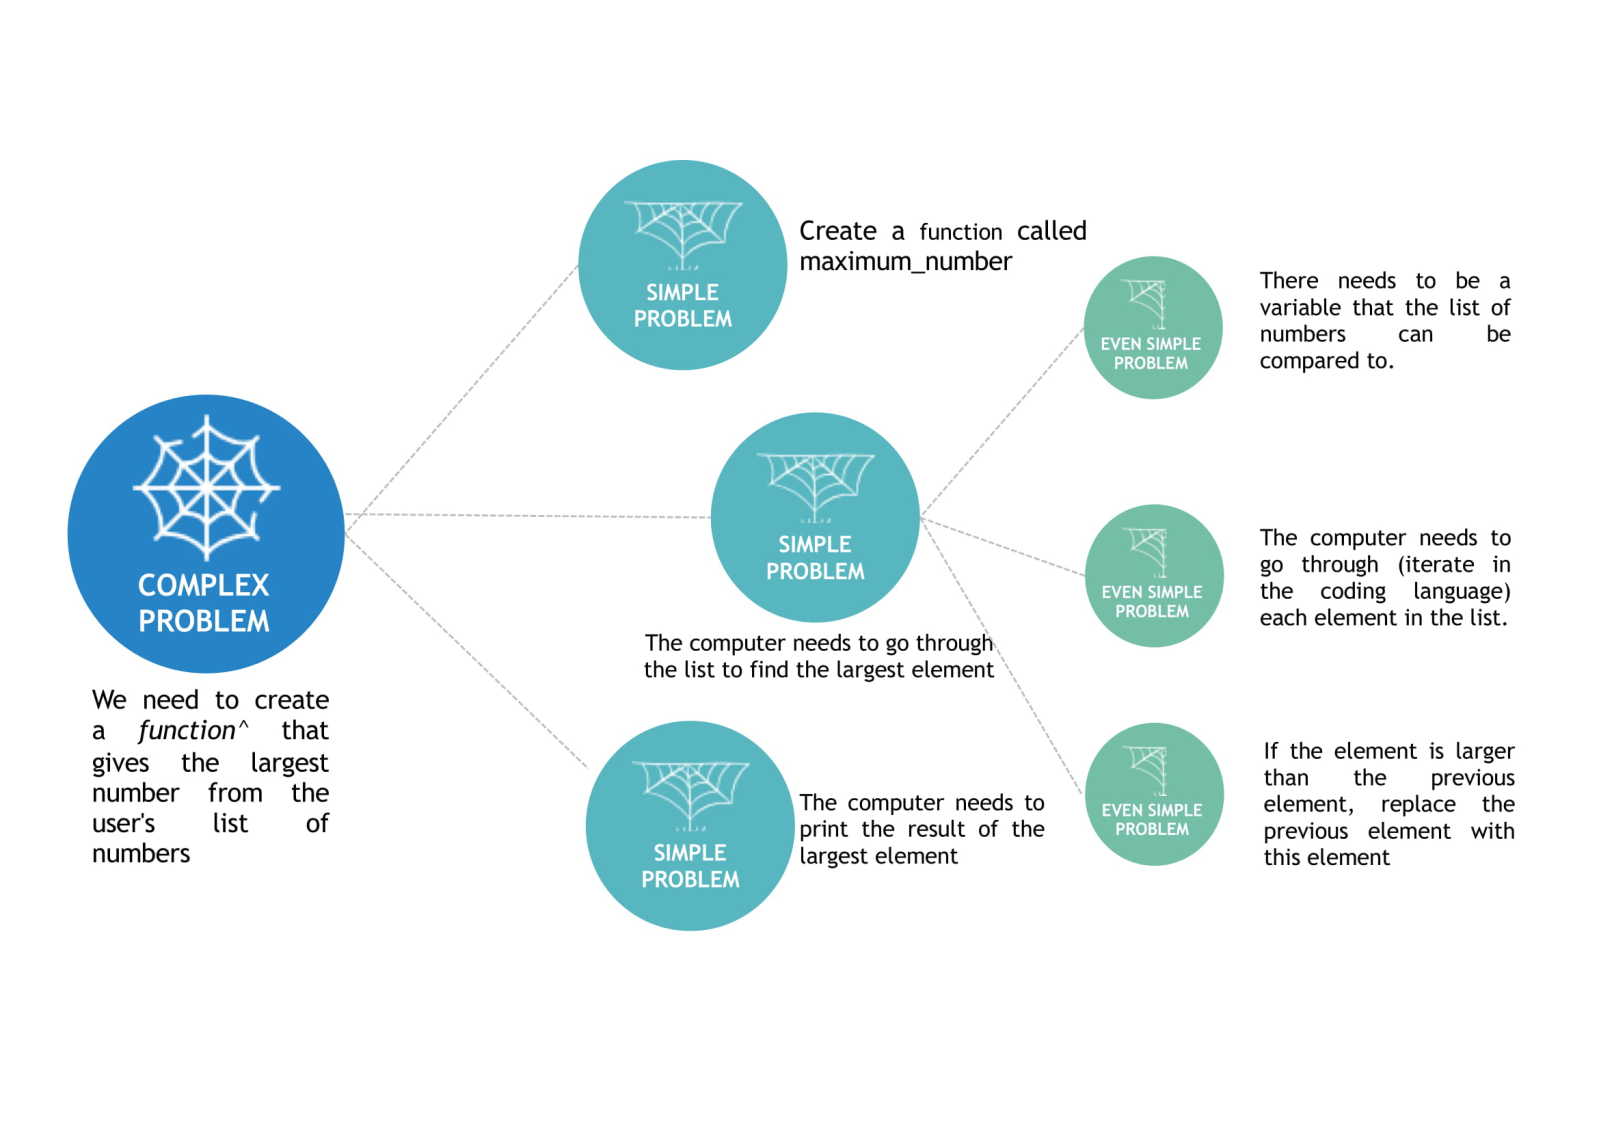 COMPLEX
PROBLEM
We need to create
a function^ that
gives the largest
number from the
user's list of
numbers
SIMPLE
PROBLEM
Create a function called
maximum_number
SIMPLE
PROBLEM
The computer needs to go through
the list to find the largest element
SIMPLE
PROBLEM
The computer needs to
print the result of the
largest element
EVEN SIMPLE
PROBLEM
There needs to be a
variable that the list of
numbers can be
compared to.
EVEN SIMPLE
PROBLEM
The computer needs to
go through (iterate in
the coding language)
each element in the list.
EVEN SIMPLE
PROBLEM
If the element is larger
than the previous
element, replace the
previous element with
this element